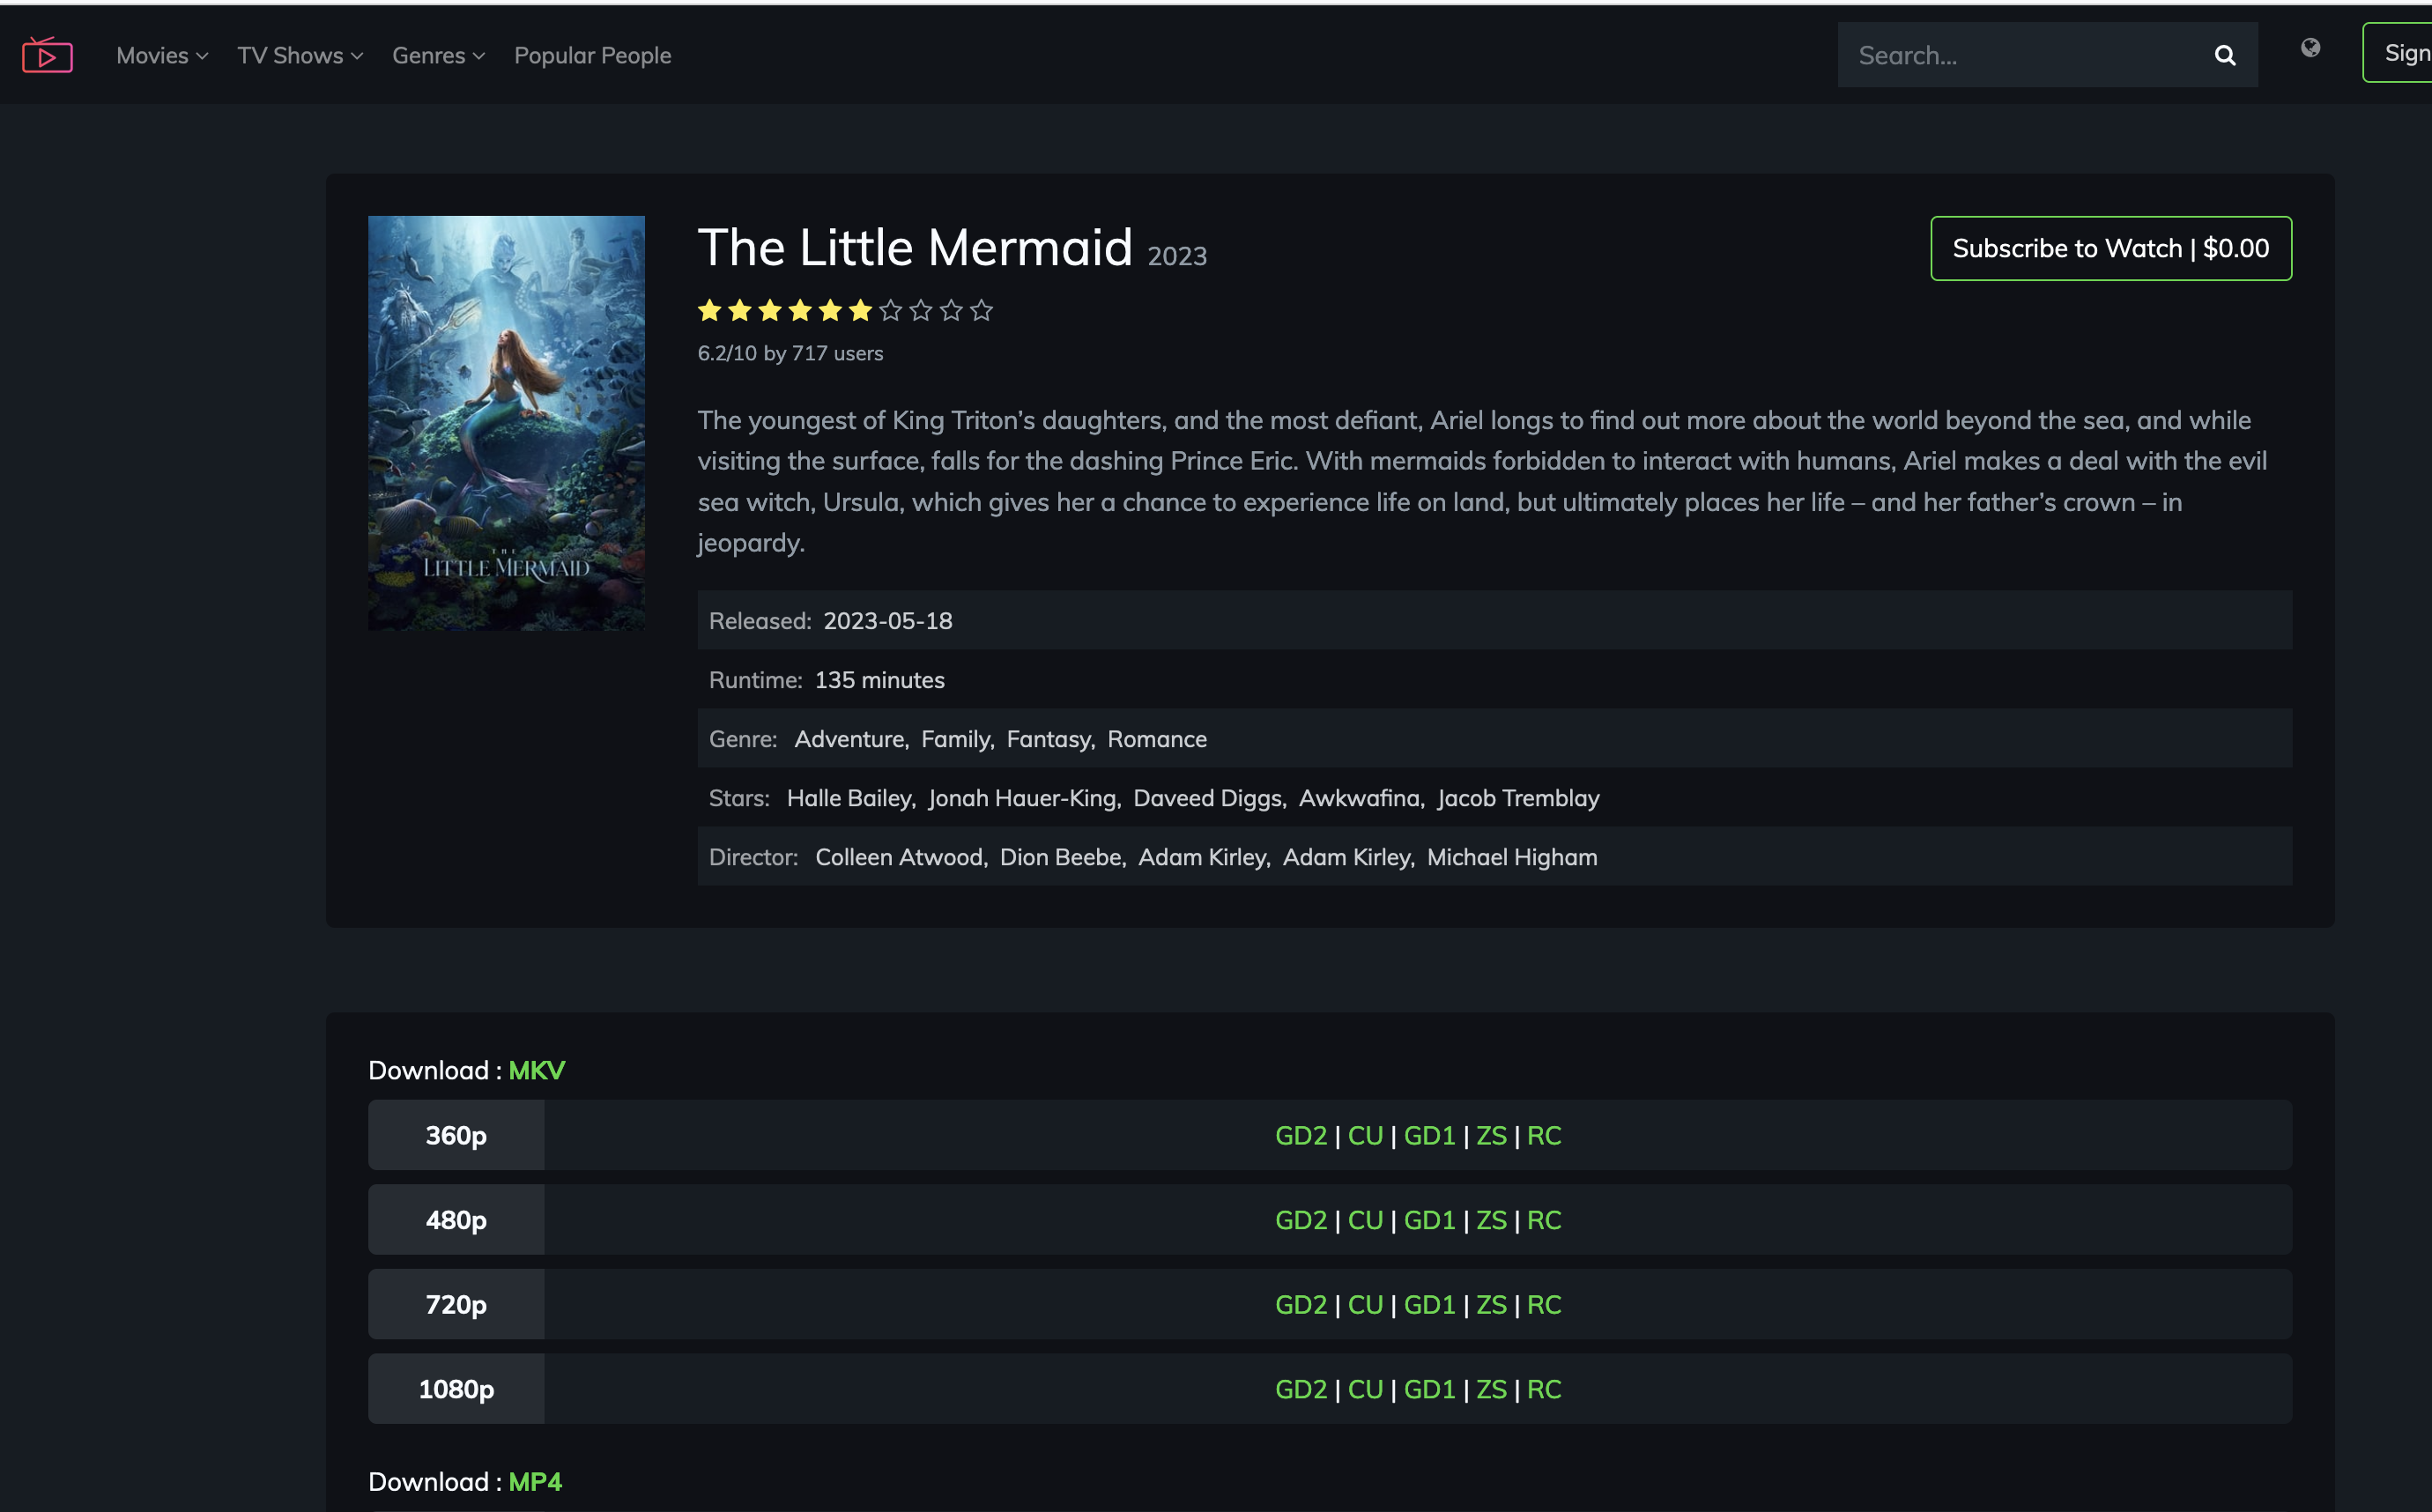 Movies TV Shows Genres Popular People Search... Sign
The Little Mermaid 2023
Subscribe to Watch | $0.00
6.2/10 by 717 users
The youngest of King Triton’s daughters, and the most defiant, Ariel longs to find out more about the world beyond the sea, and while
visiting the surface, falls for the dashing Prince Eric. With mermaids forbidden to interact with humans, Ariel makes a deal with the evil
sea witch, Ursula, which gives her a chance to experience life on land, but ultimately places her life – and her father’s crown – in
jeopardy.
THE
LITTLE MERMAID
Released: 2023-05-18
Runtime: 135 minutes
Genre: Adventure, Family, Fantasy, Romance
Stars: Halle Bailey, Jonah Hauer-King, Daveed Diggs, Awkwafina, Jacob Tremblay
Director: Colleen Atwood, Dion Beebe, Adam Kirley, Adam Kirley, Michael Higham
Download : MKV
360p GD2 | CU | GD1 | ZS | RC
480p GD2 | CU | GD1 | ZS | RC
720p GD2 | CU | GD1 | ZS | RC
1080p GD2 | CU | GD1 | ZS | RC
Download : MP4